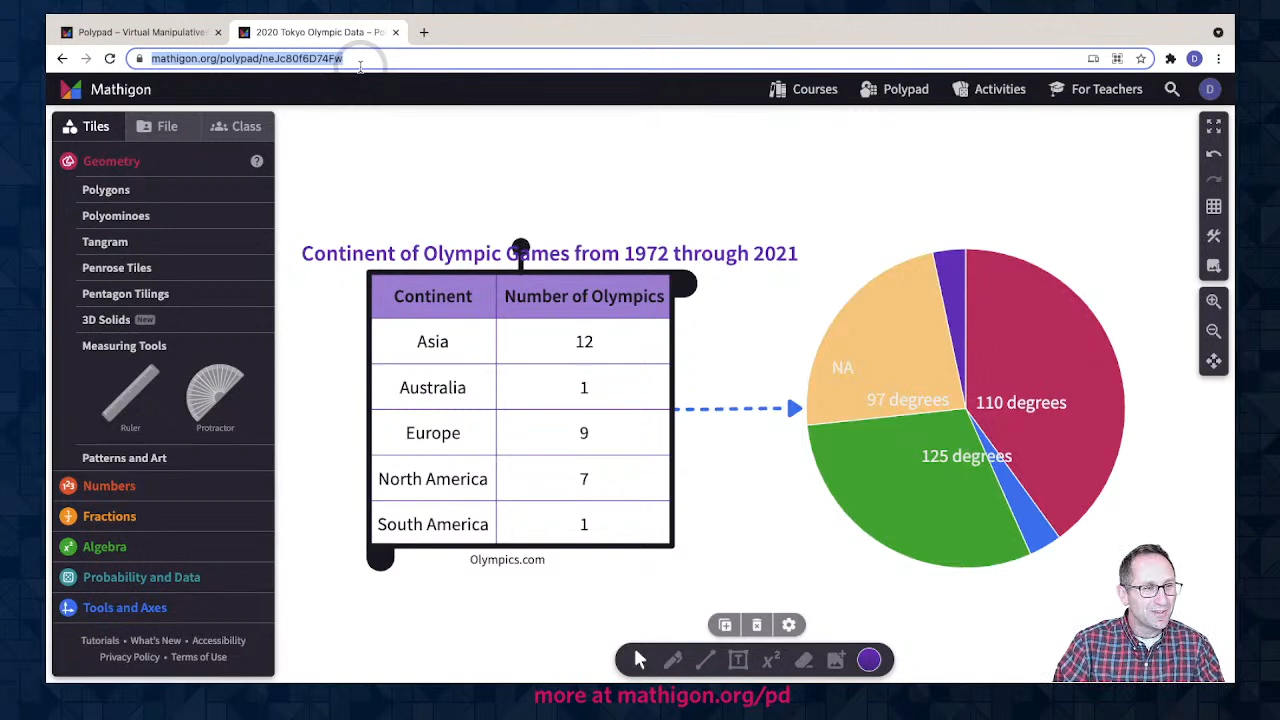 Polypad – Virtual Manipulatives
2020 Tokyo Olympic Data – Po
mathigon.org/polypad/neJc80f6D74Fw
D
Mathigon
Courses
Polypad
Activities
For Teachers
D
Tiles
File
Class
Geometry
?
Polygons
Polyominoes
Tangram
Penrose Tiles
Pentagon Tilings
3D Solids New
Measuring Tools
Ruler
Protractor
Patterns and Art
Numbers
Fractions
Algebra
Probability and Data
Tools and Axes
Tutorials • What's New • Accessibility
Privacy Policy • Terms of Use
Continent of Olympic Games from 1972 through 2021
Continent Number of Olympics
Asia 12
Australia 1
Europe 9
North America 7
South America 1
Olympics.com
NA
97 degrees
110 degrees
125 degrees
more at mathigon.org/pd